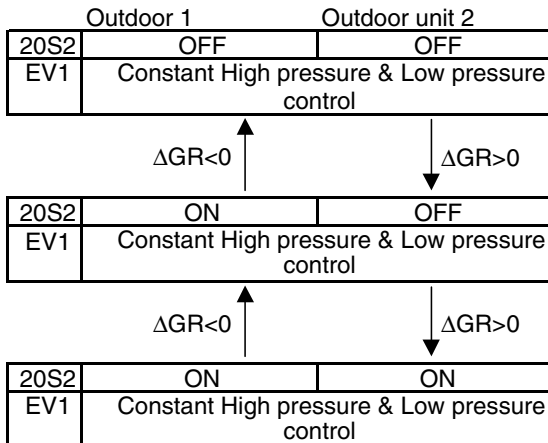 Outdoor 1 Outdoor unit 2
20S2 OFF OFF
EV1 Constant High pressure & Low pressure
control
ΔGR<0 ΔGR>0
20S2 ON OFF
EV1 Constant High pressure & Low pressure
control
ΔGR<0 ΔGR>0
20S2 ON ON
EV1 Constant High pressure & Low pressure
control